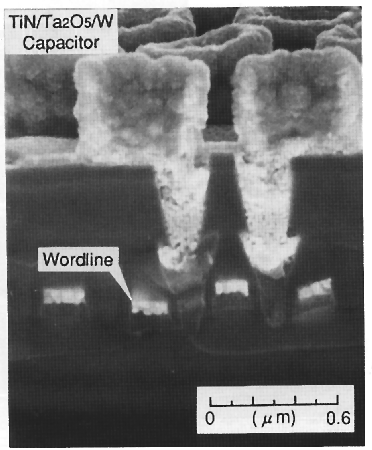 TiN/Ta2O5/W
Capacitor
Wordline
0 (μm) 0.6